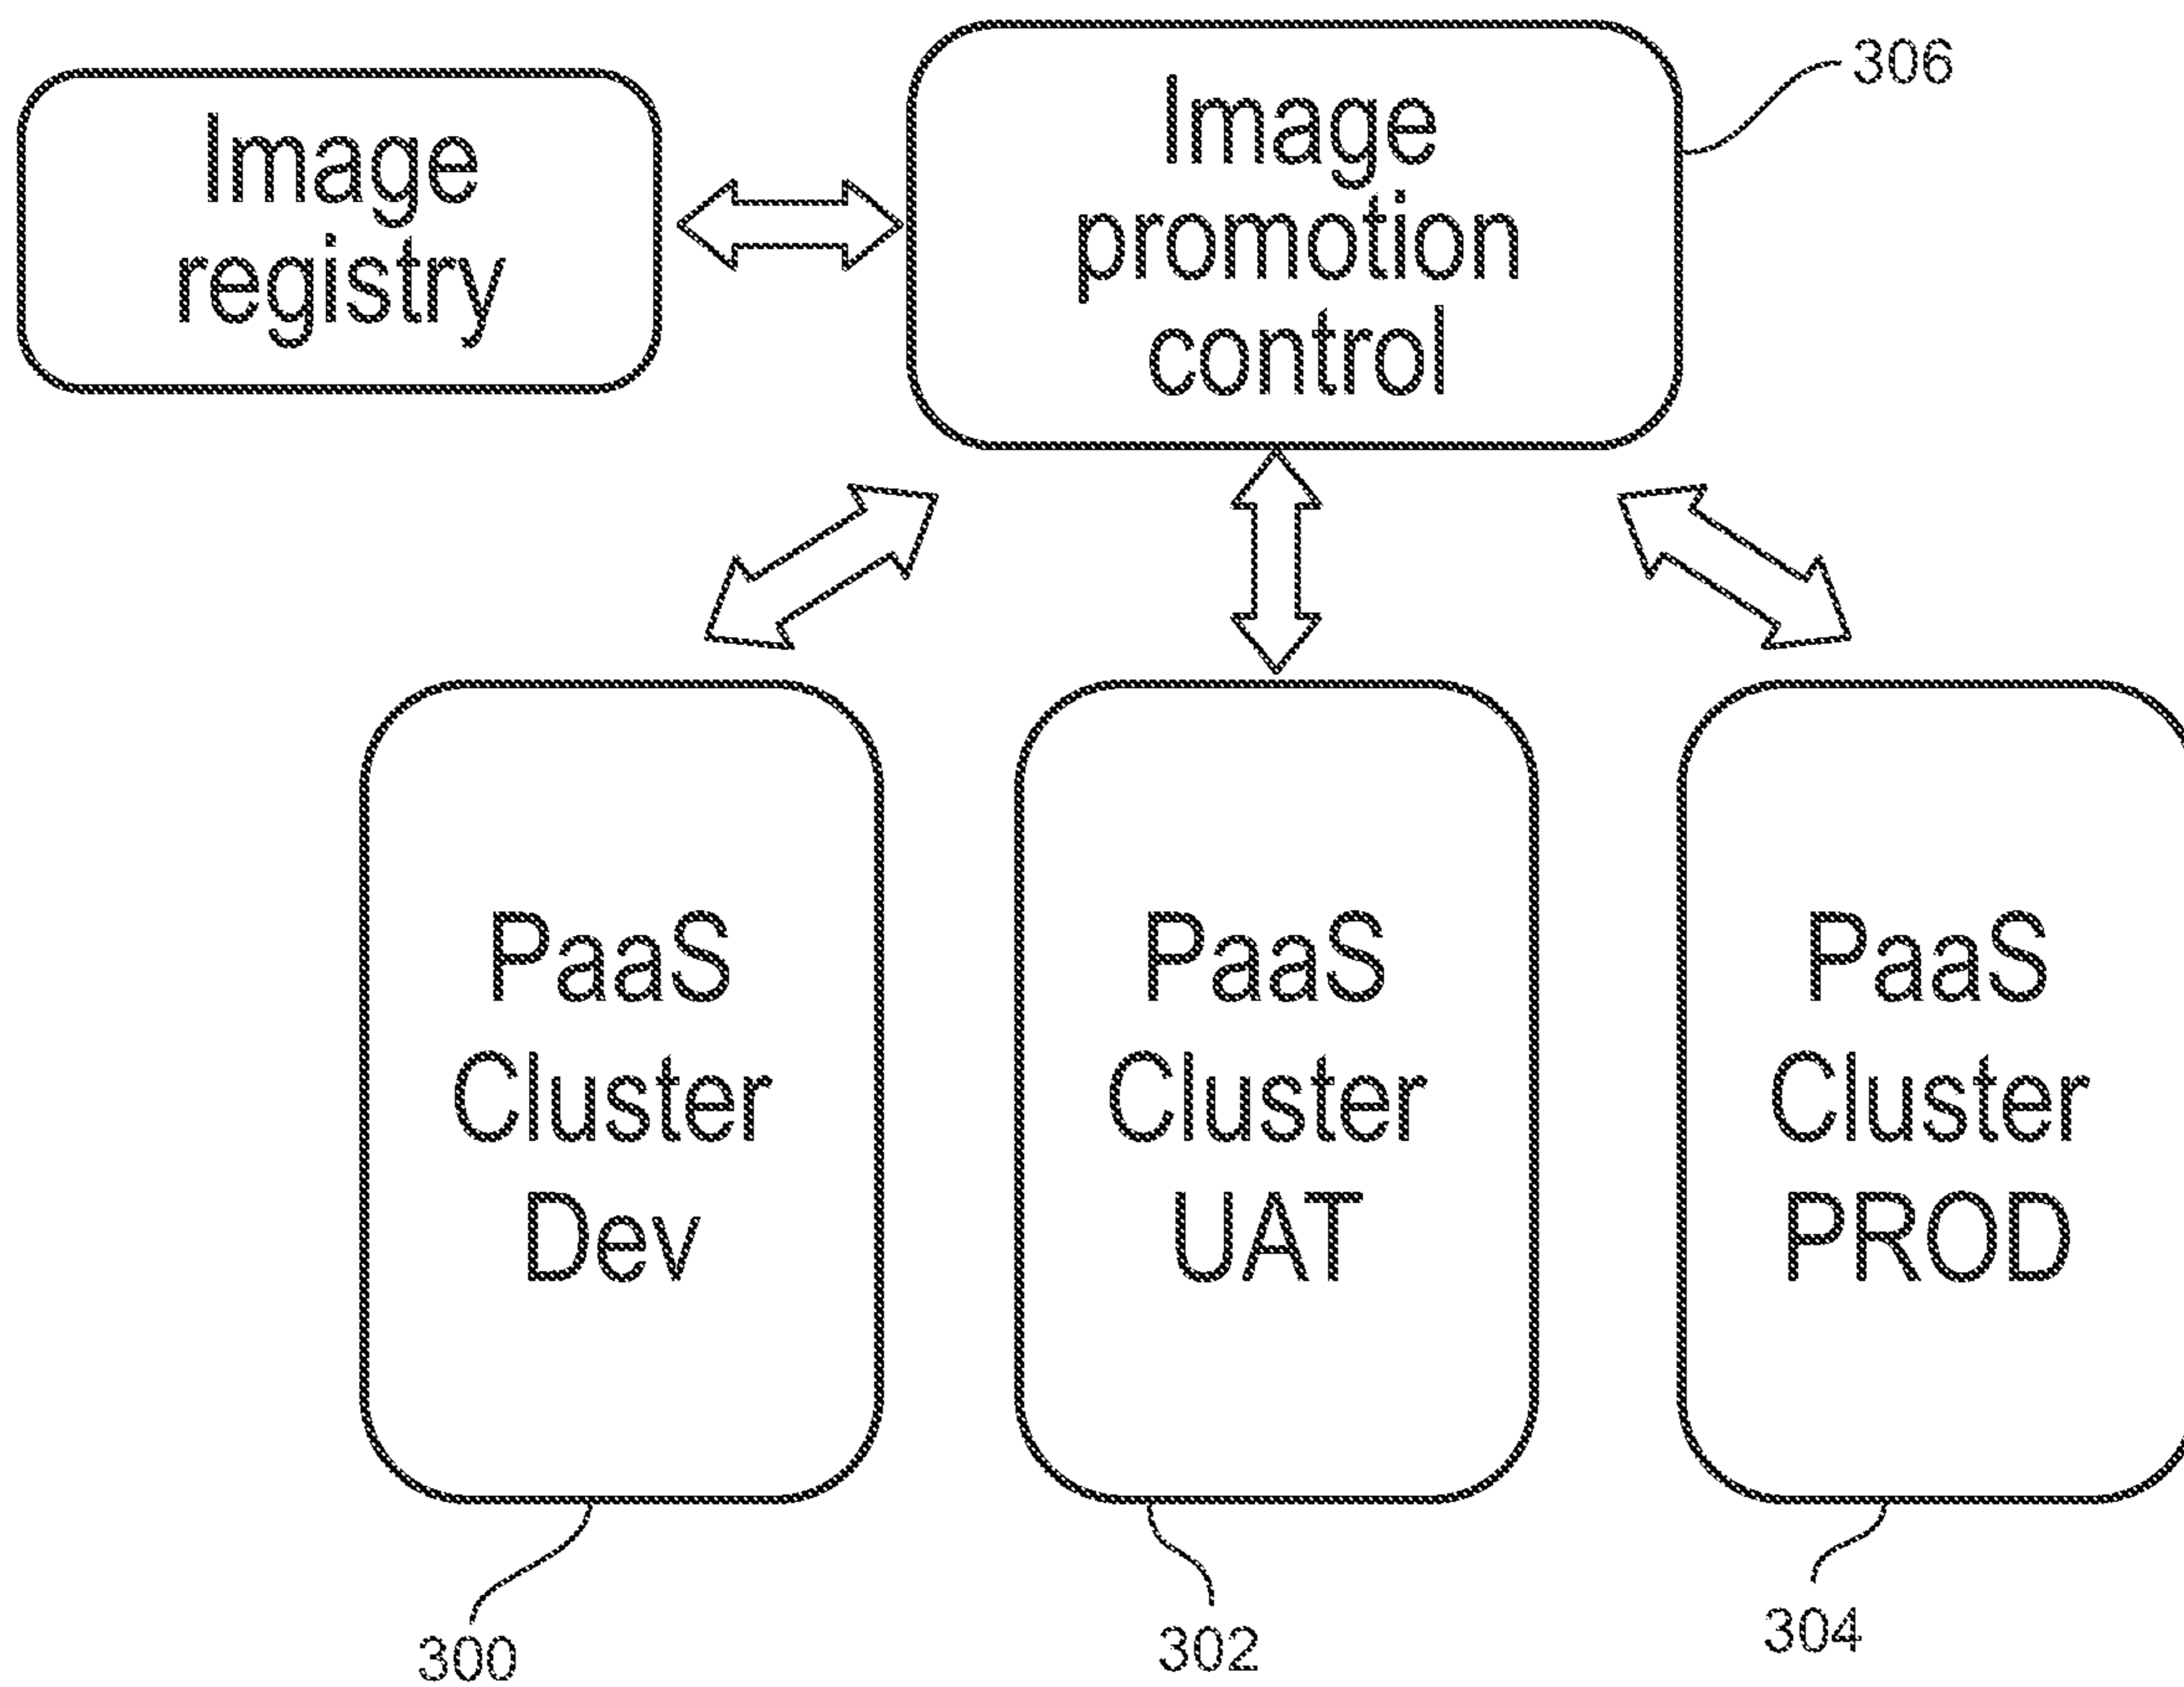 Image
registry
Image
promotion
control
306
PaaS
Cluster
Dev
PaaS
Cluster
UAT
PaaS
Cluster
PROD
300
302
304